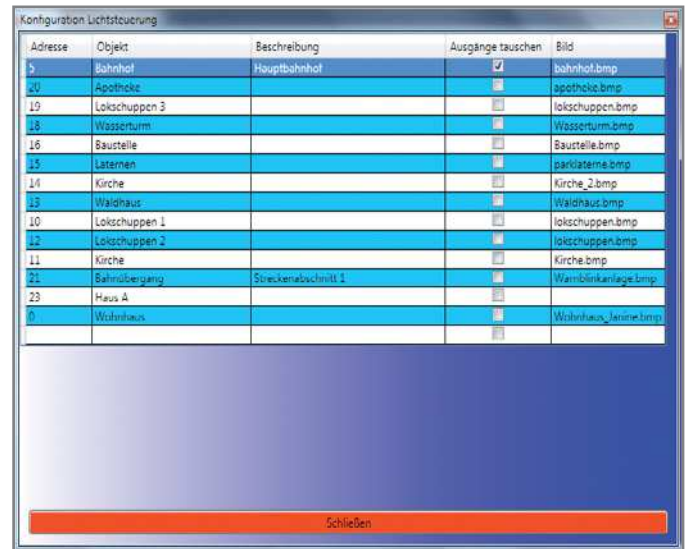 Konfiguration Lichtsteuerung
Adresse Objekt Beschreibung Ausgänge tauschen Bild
5 Bahnhof Hauptbahnhof bahnhof.bmp
20 Apotheke apotheke.bmp
19 Lokschuppen 3 lokschuppen.bmp
18 Wasserturm Wasserturm.bmp
16 Baustelle Baustelle.bmp
15 Laternen parklaterne.bmp
14 Kirche Kirche_2.bmp
13 Waldhaus Waldhaus.bmp
10 Lokschuppen 1 lokschuppen.bmp
12 Lokschuppen 2 lokschuppen.bmp
11 Kirche Kirche.bmp
21 Bahnübergang Streckenabschnitt 1 Warnblinkanlage.bmp
23 Haus A
0 Wohnhaus Wohnhaus_Janine.bmp
Schließen